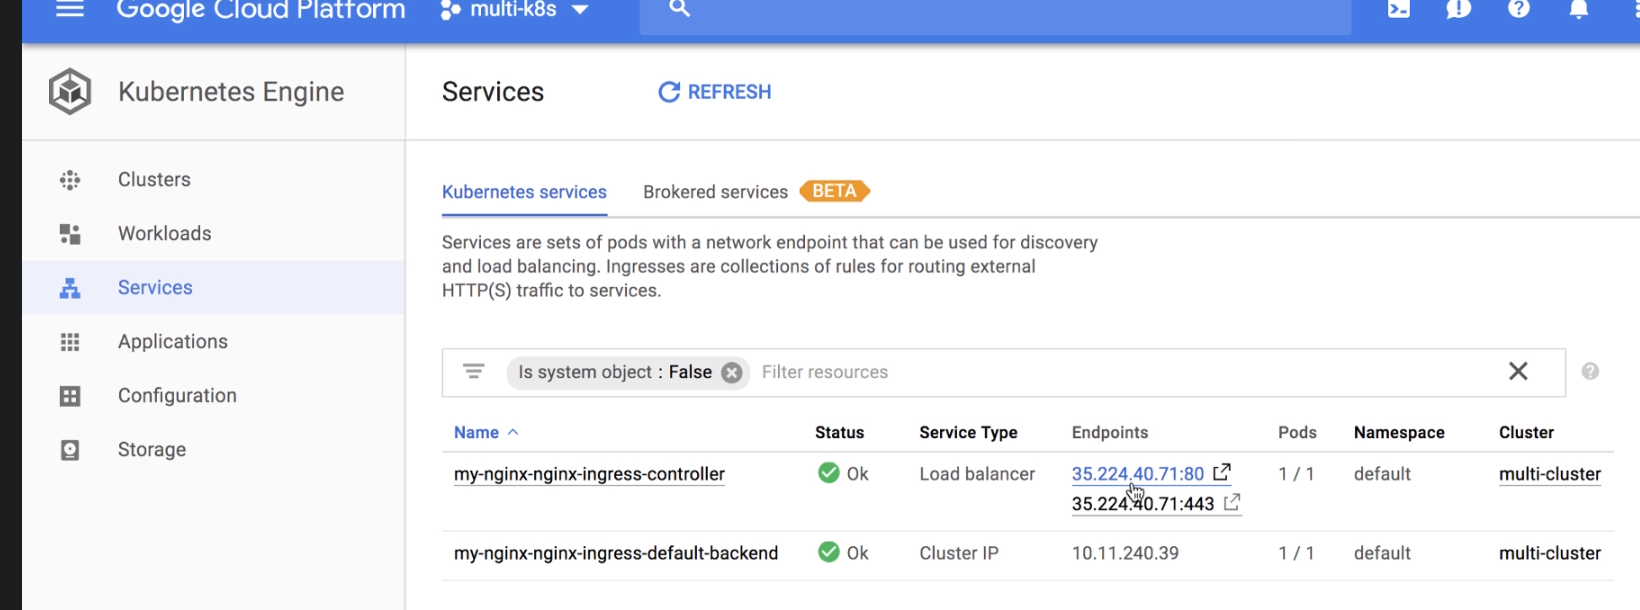 Google Cloud Platform
multi-k8s
Kubernetes Engine
Services
REFRESH
Clusters
Workloads
Services
Applications
Configuration
Storage
Kubernetes services
Brokered services BETA
Services are sets of pods with a network endpoint that can be used for discovery
and load balancing. Ingresses are collections of rules for routing external
HTTP(S) traffic to services.
Is system object : False Filter resources
Name Status Service Type Endpoints Pods Namespace Cluster
my-nginx-nginx-ingress-controller Ok Load balancer 35.224.40.71:80 1 / 1 default multi-cluster
35.224.40.71:443
my-nginx-nginx-ingress-default-backend Ok Cluster IP 10.11.240.39 1 / 1 default multi-cluster